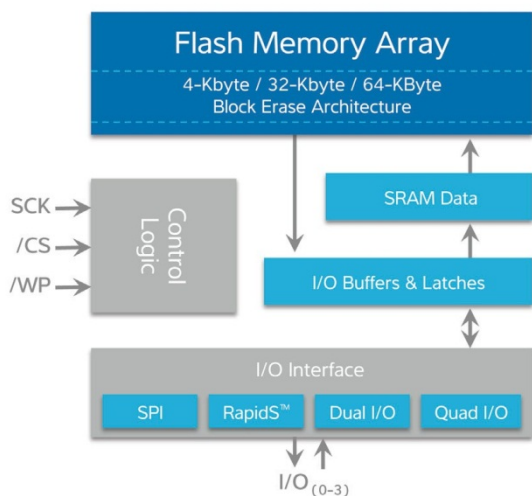 Flash Memory Array
4-Kbyte / 32-Kbyte / 64-KByte
Block Erase Architecture
SCK
/CS
/WP
Control
Logic
SRAM Data
I/O Buffers & Latches
I/O Interface
SPI
RapidS™
Dual I/O
Quad I/O
I/O(0-3)